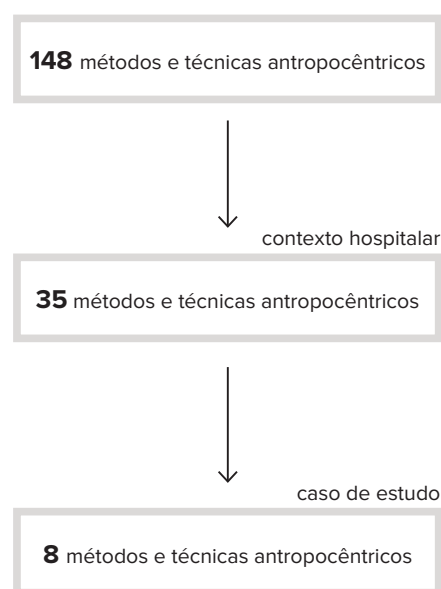 148 métodos e técnicas antropocêntricos
contexto hospitalar
35 métodos e técnicas antropocêntricos
caso de estudo
8 métodos e técnicas antropocêntricos